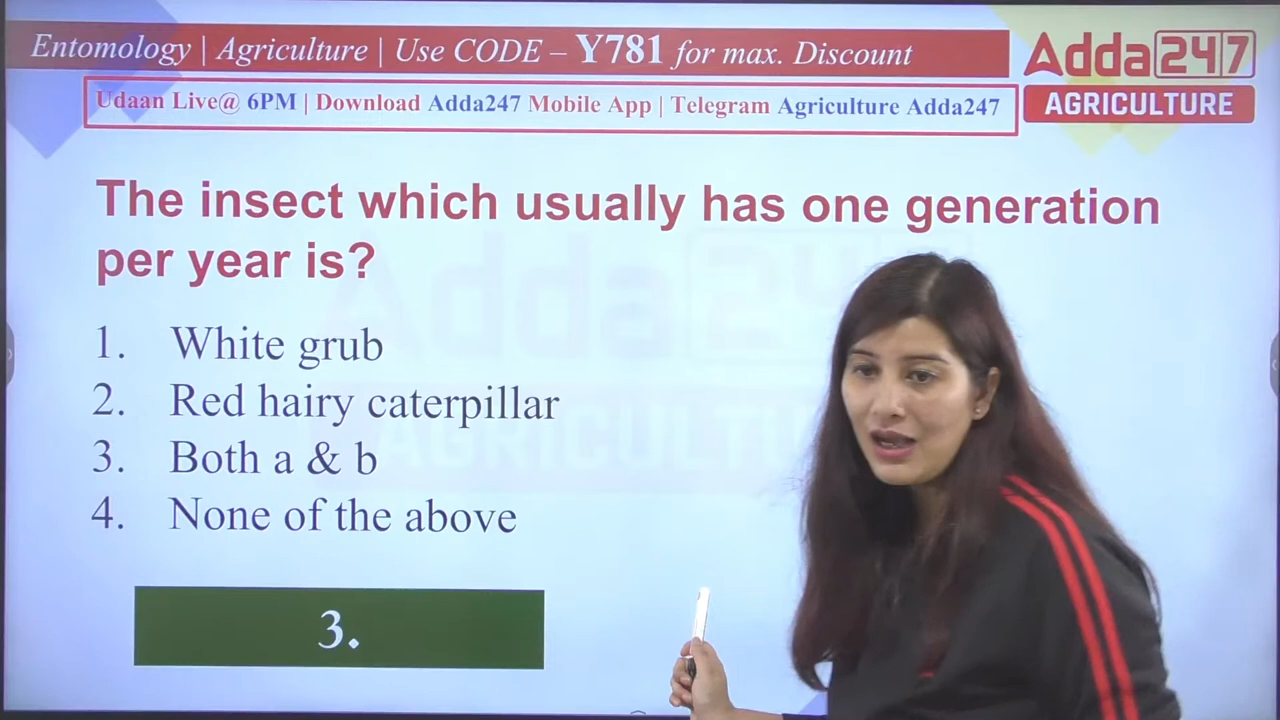 Entomology | Agriculture | Use CODE – Y781 for max. Discount
Adda247
AGRICULTURE
Udaan Live@ 6PM | Download Adda247 Mobile App | Telegram Agriculture Adda247
The insect which usually has one generation
per year is?
1. White grub
2. Red hairy caterpillar
3. Both a & b
4. None of the above
3.